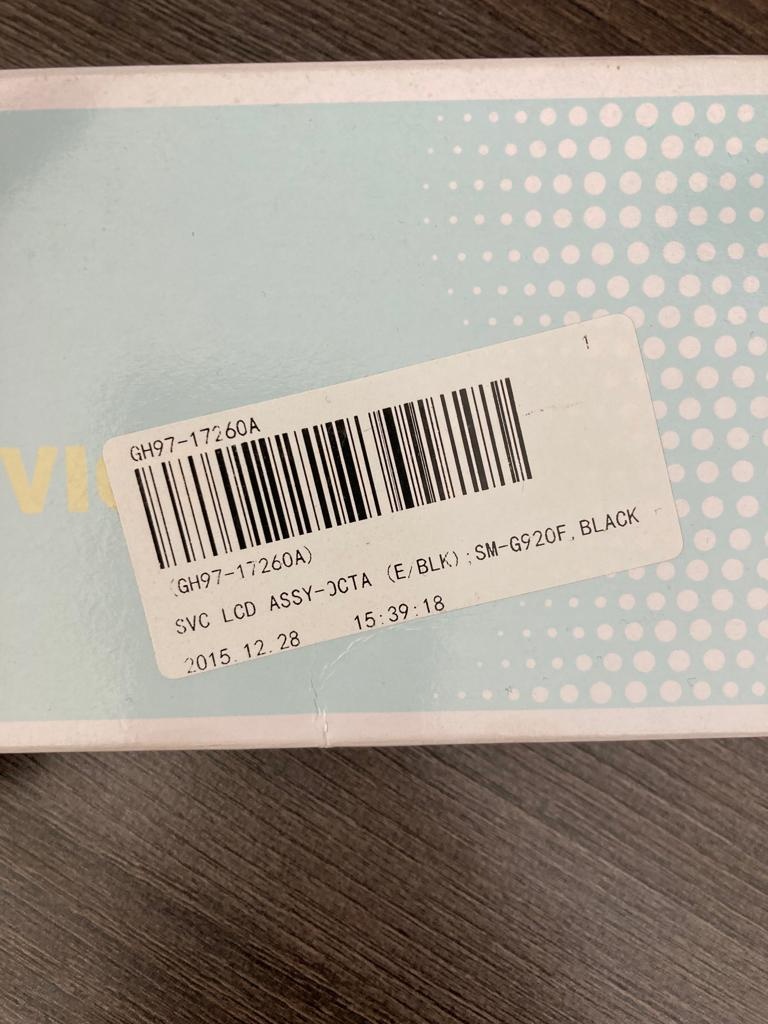 1
GH97-17260A
(GH97-17260A)
SVC LCD ASSY-OCTA (E/BLK);SM-G920F,BLACK
2015.12.28 15:39:18